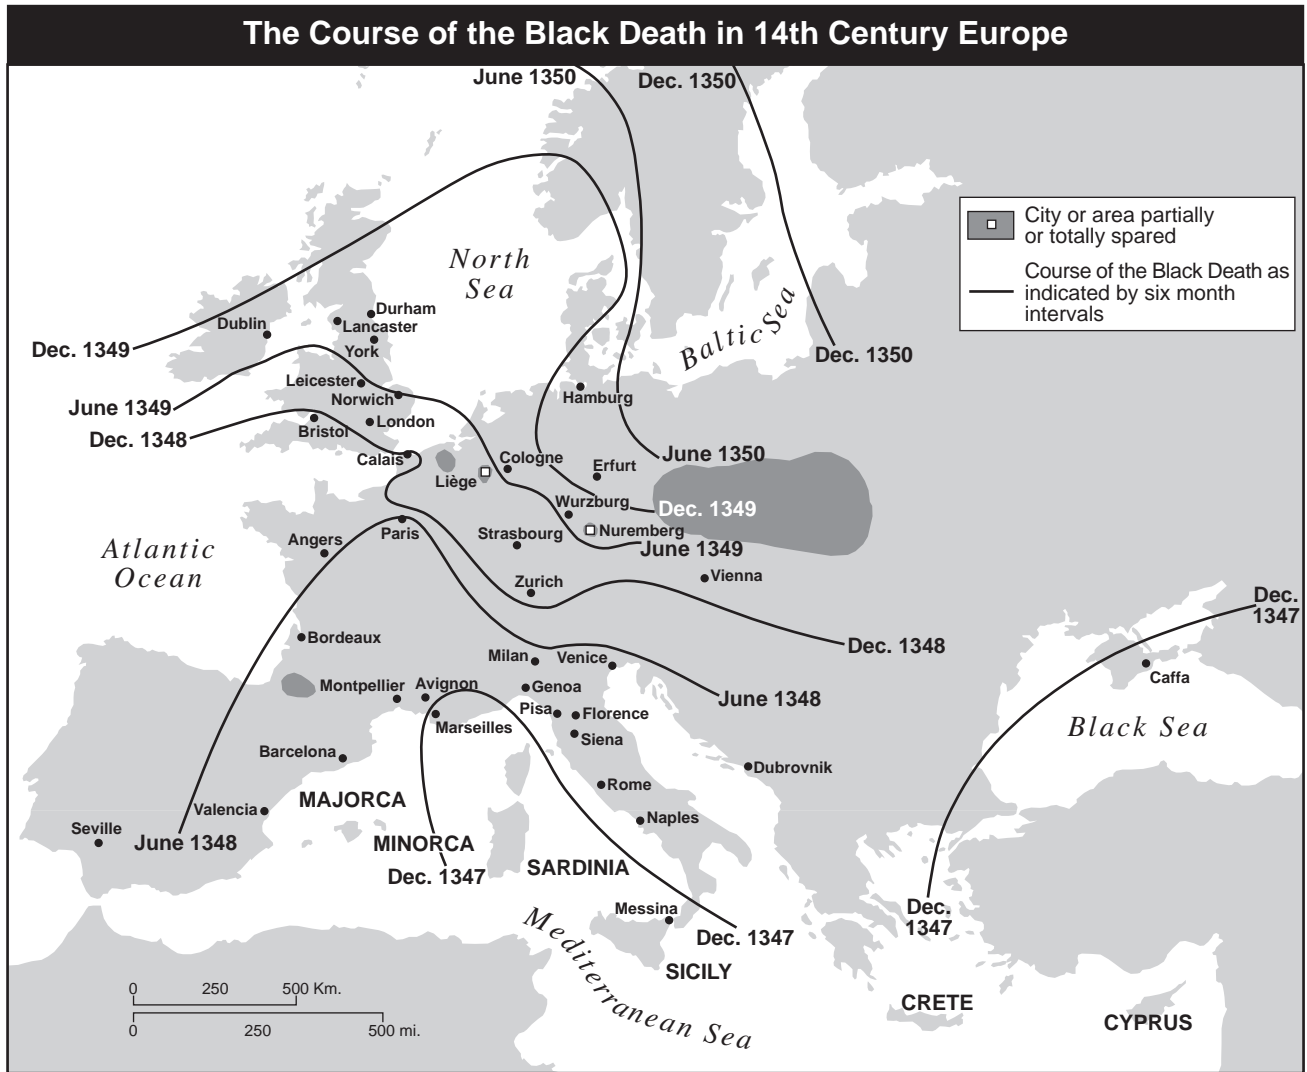 The Course of the Black Death in 14th Century Europe
June 1350
Dec. 1350
City or area partially
or totally spared
Course of the Black Death as
indicated by six month
intervals
North
Sea
Baltic Sea
Durham
Dublin
Lancaster
York
Dec. 1349
Dec. 1350
Leicester
Norwich
Hamburg
June 1349
London
Bristol
Dec. 1348
Calais
Cologne
June 1350
Erfurt
Liège
Wurzburg
Dec. 1349
Nuremberg
Paris
Strasbourg
Angers
June 1349
Atlantic
Ocean
Vienna
Zurich
Dec.
1347
Bordeaux
Dec. 1348
Milan
Venice
Caffa
Montpellier
Avignon
Genoa
June 1348
Pisa
Florence
Marseilles
Black Sea
Siena
Barcelona
Dubrovnik
Rome
MAJORCA
Valencia
Naples
Seville
June 1348
MINORCA
SARDINIA
Dec. 1347
Messina
Dec.
1347
Dec. 1347
Mediterranean Sea
SICILY
CRETE
CYPRUS
0 250 500 Km.
0 250 500 mi.